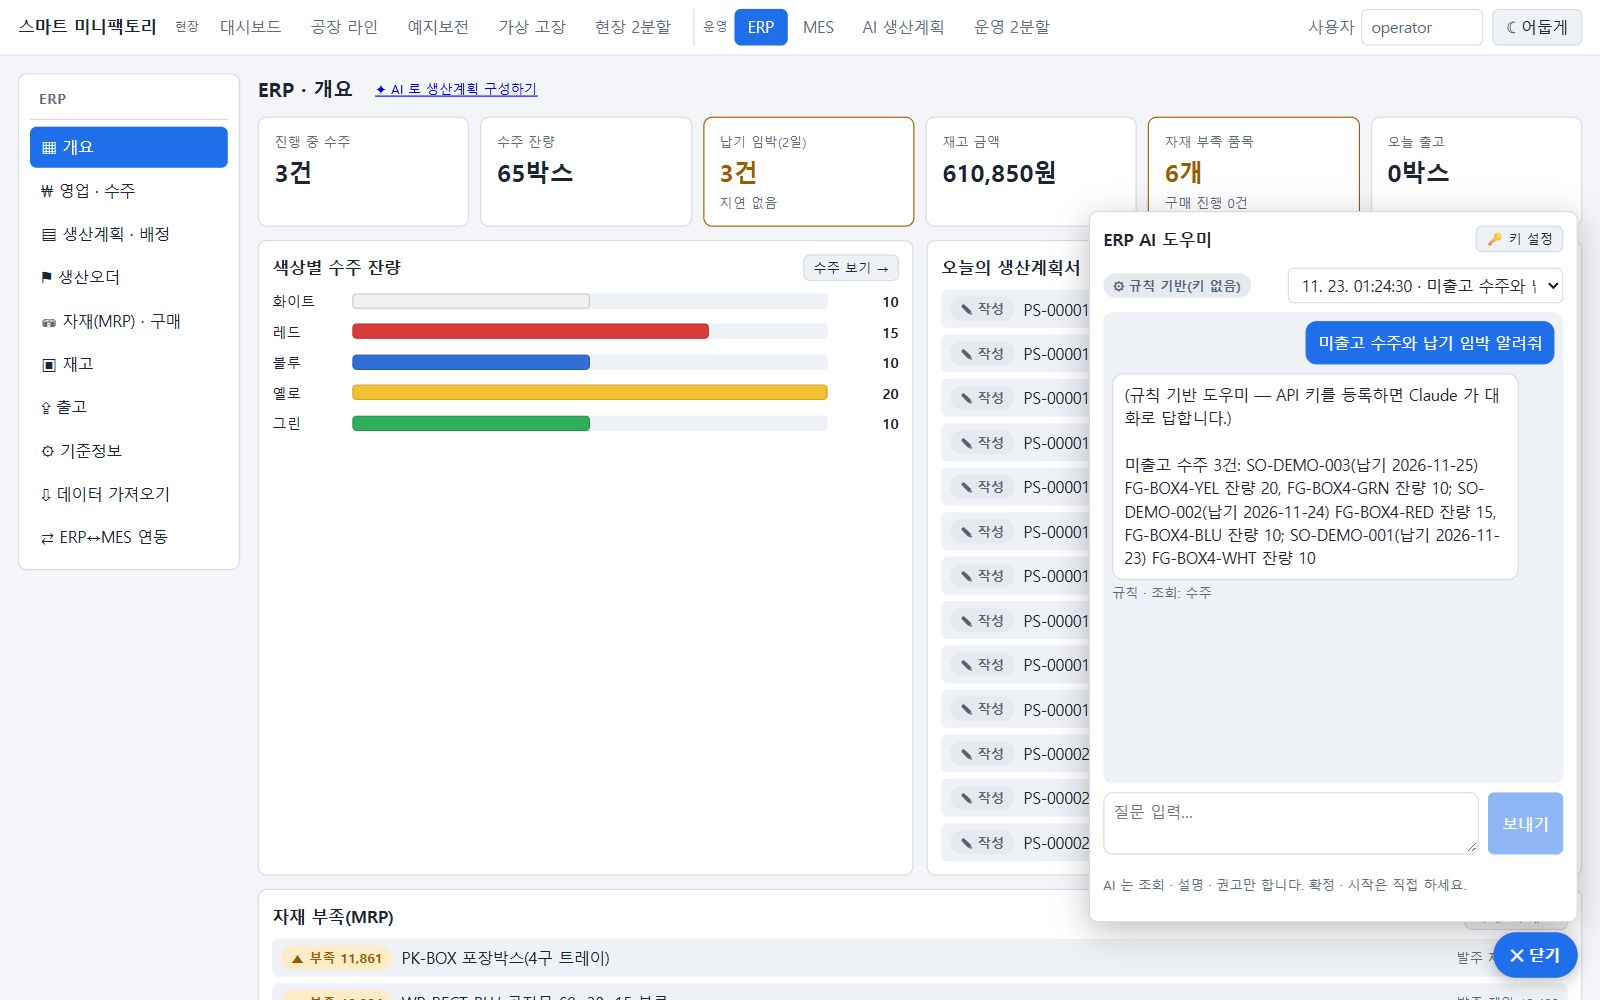 스마트 미니팩토리
현장
대시보드
공장 라인
예지보전
가상 고장
현장 2분할
운영
ERP
MES
AI 생산계획
운영 2분할
사용자
operator
☾ 어둡게
ERP
▦ 개요
₩ 영업 · 수주
▤ 생산계획 · 배정
⚑ 생산오더
자재(MRP) · 구매
▣ 재고
⇪ 출고
⚙ 기준정보
⇩ 데이터 가져오기
⇄ ERP↔MES 연동
ERP · 개요
✦ AI 로 생산계획 구성하기
진행 중 수주
3건
수주 잔량
65박스
납기 임박(2일)
3건
지연 없음
재고 금액
610,850원
자재 부족 품목
6개
구매 진행 0건
오늘 출고
0박스
색상별 수주 잔량
수주 보기 →
화이트 10
레드 15
블루 10
옐로 20
그린 10
오늘의 생산계획서
✎ 작성 PS-00001
✎ 작성 PS-00001
✎ 작성 PS-00001
✎ 작성 PS-00001
✎ 작성 PS-00001
✎ 작성 PS-00001
✎ 작성 PS-00001
✎ 작성 PS-00001
✎ 작성 PS-00001
✎ 작성 PS-00001
✎ 작성 PS-00002
✎ 작성 PS-00002
✎ 작성 PS-00002
자재 부족(MRP)
▲ 부족 11,861 PK-BOX 포장박스(4구 트레이)
발주
ERP AI 도우미
🔑 키 설정
⚙ 규칙 기반(키 없음)
11. 23. 01:24:30 · 미출고 수주와
미출고 수주와 납기 임박 알려줘
(규칙 기반 도우미 — API 키를 등록하면 Claude 가 대
화로 답합니다.)
미출고 수주 3건: SO-DEMO-003(납기 2026-11-25)
FG-BOX4-YEL 잔량 20, FG-BOX4-GRN 잔량 10; SO-
DEMO-002(납기 2026-11-24) FG-BOX4-RED 잔량 15,
FG-BOX4-BLU 잔량 10; SO-DEMO-001(납기 2026-11-
23) FG-BOX4-WHT 잔량 10
규칙 · 조회: 수주
질문 입력...
보내기
AI 는 조회 · 설명 · 권고만 합니다. 확정 · 시작은 직접 하세요.
✕ 닫기